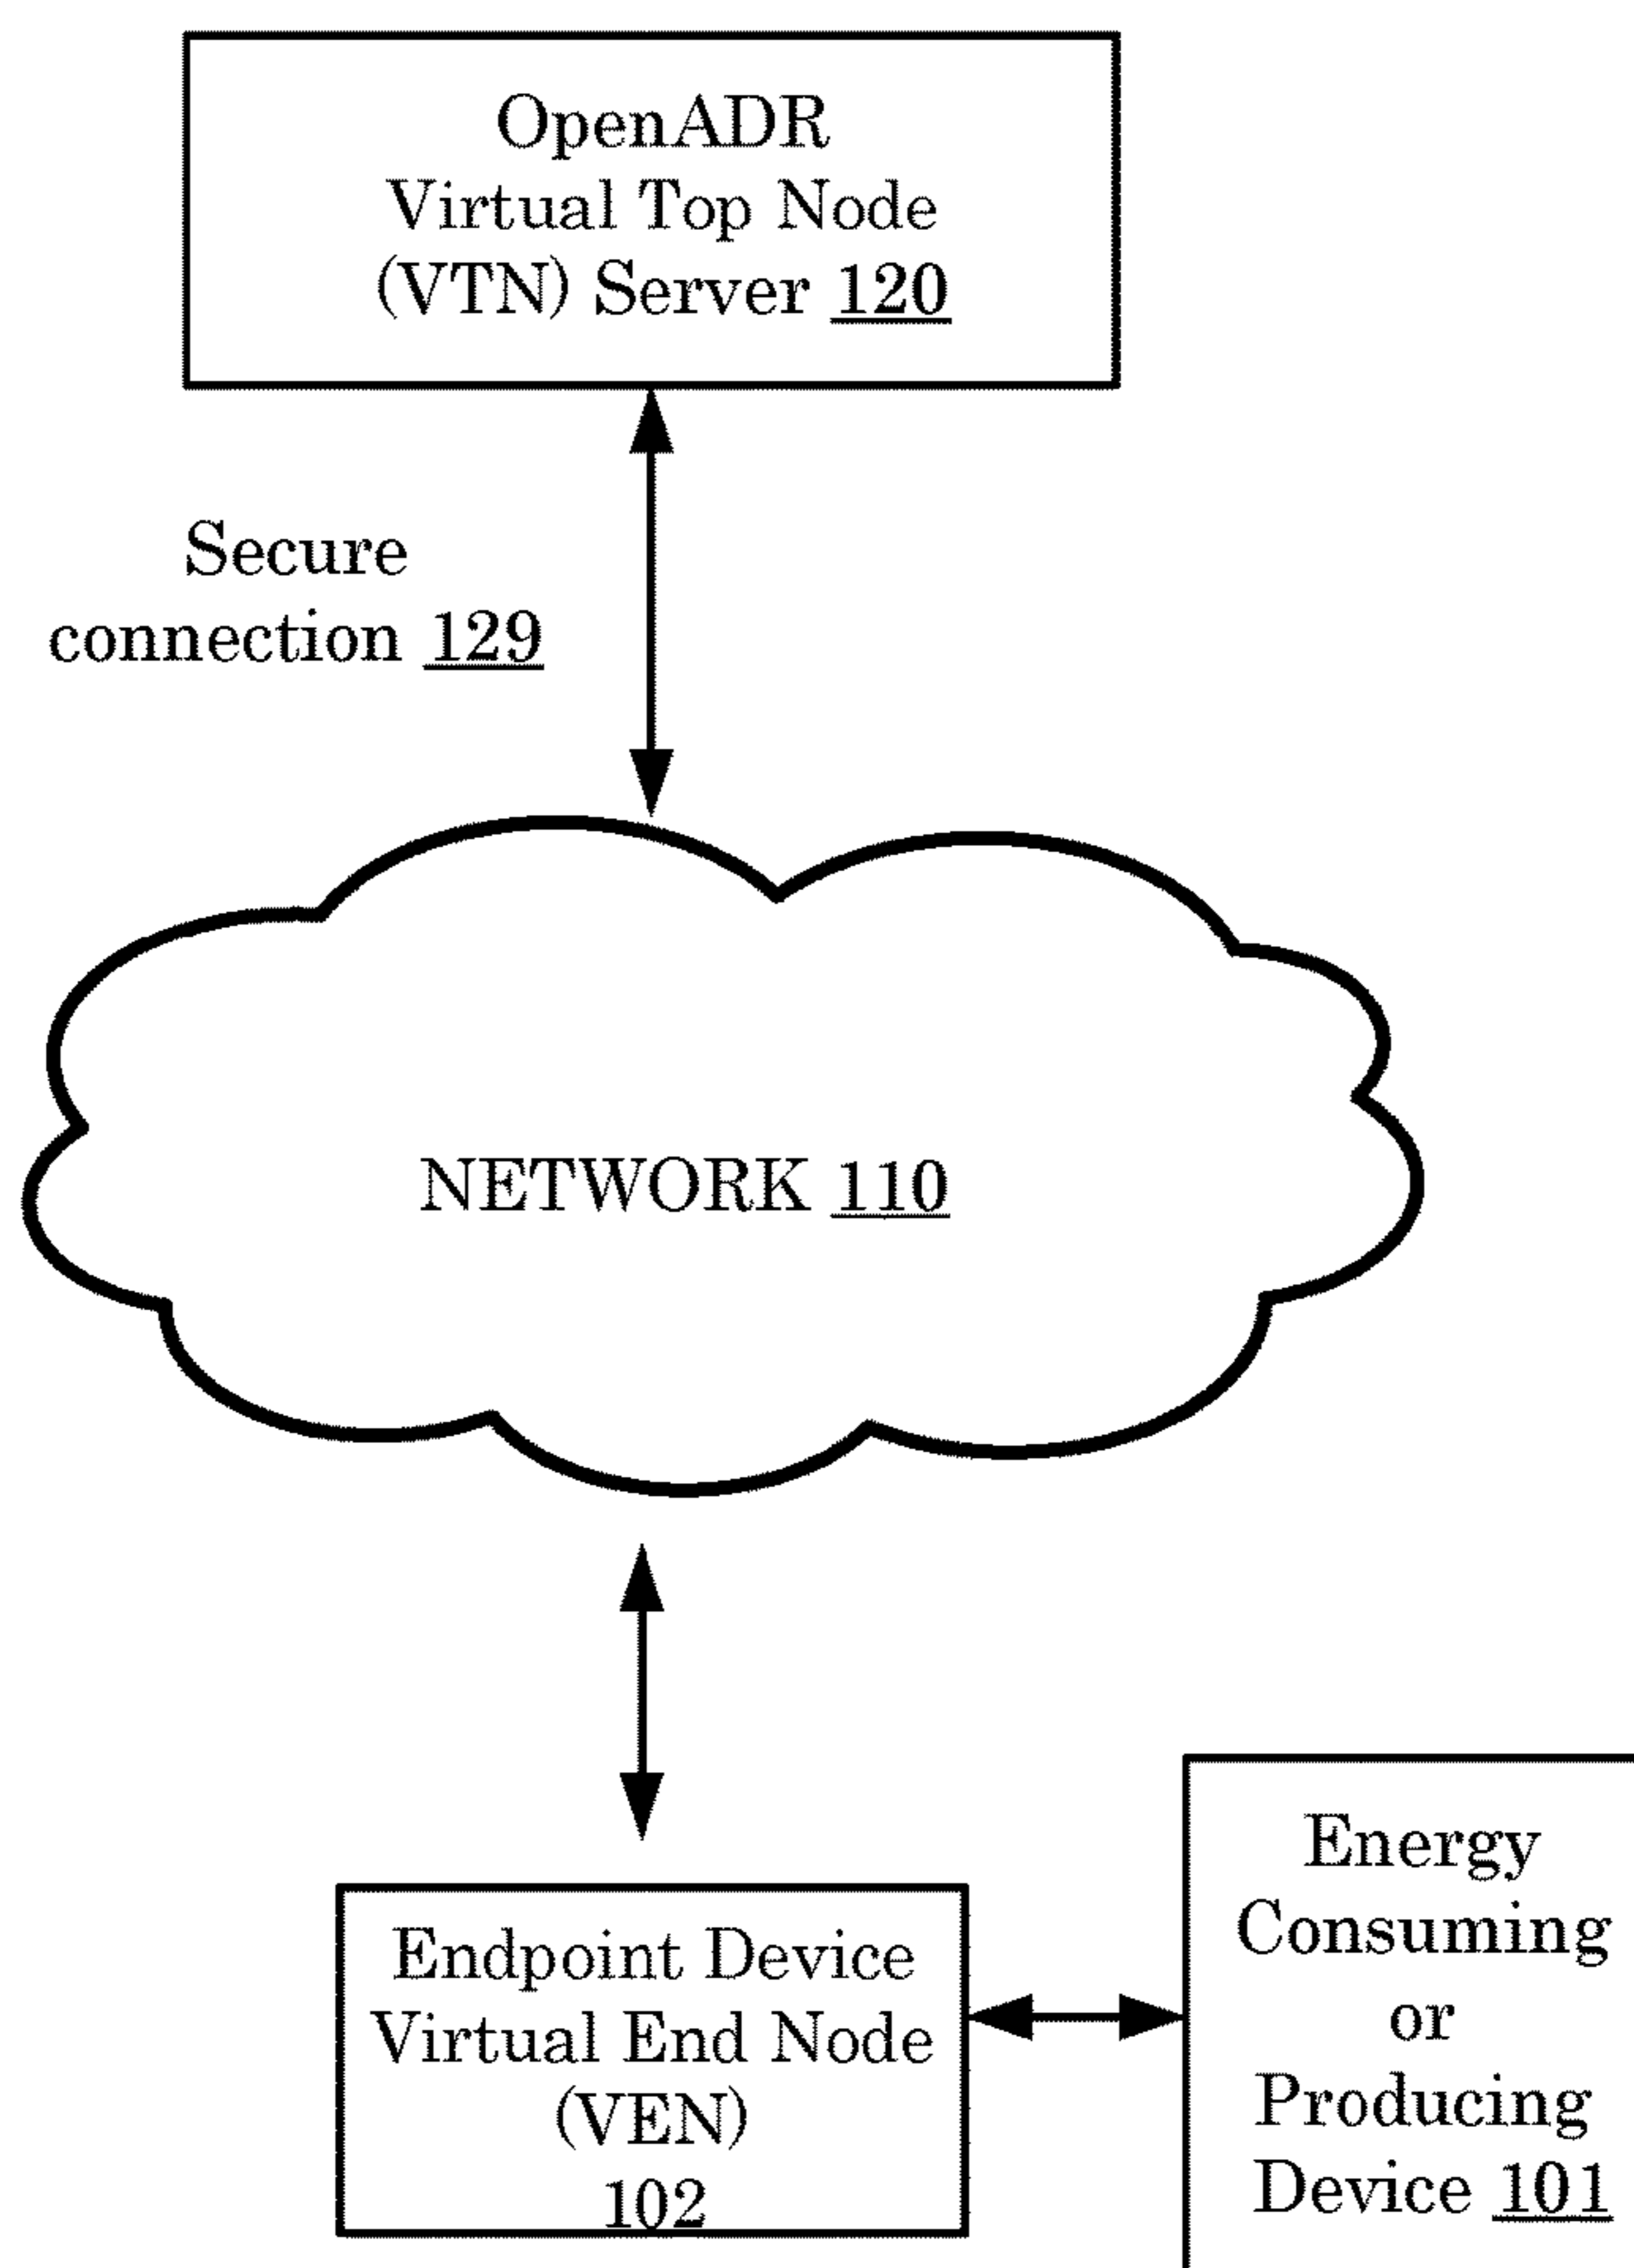 OpenADR
Virtual Top Node
(VTN) Server 120
Secure
connection 129
NETWORK 110
Endpoint Device
Virtual End Node
(VEN)
102
Energy
Consuming
or
Producing
Device 101